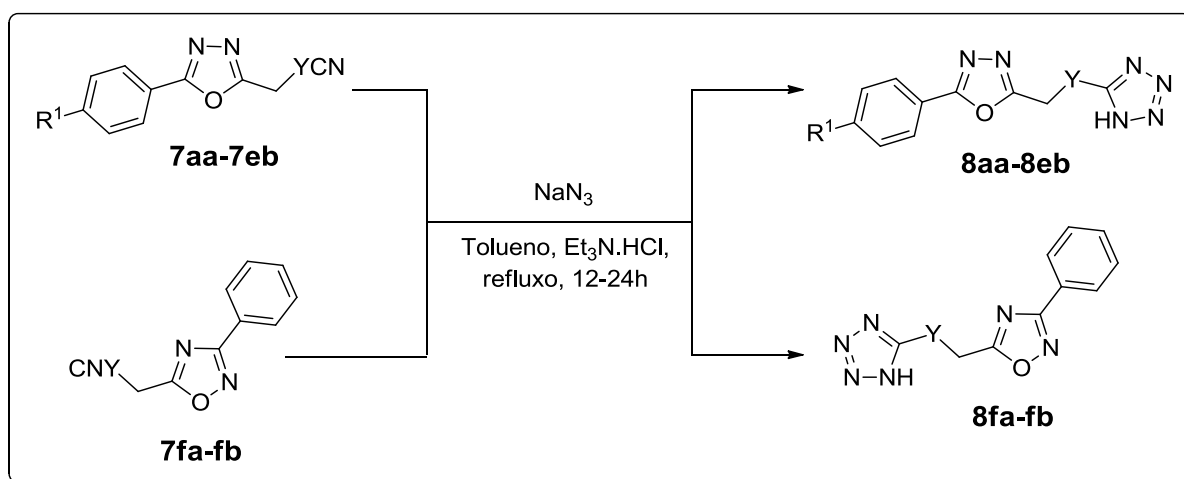 N N
YCN
O
R¹
7aa-7eb
N N
Y
N
N
N
HN
O
R¹
8aa-8eb
NaN₃
Tolueno, Et₃N.HCl,
refluxo, 12-24h
CNY
N
N
O
7fa-fb
N
N
N
NH
Y
N
N
O
8fa-fb